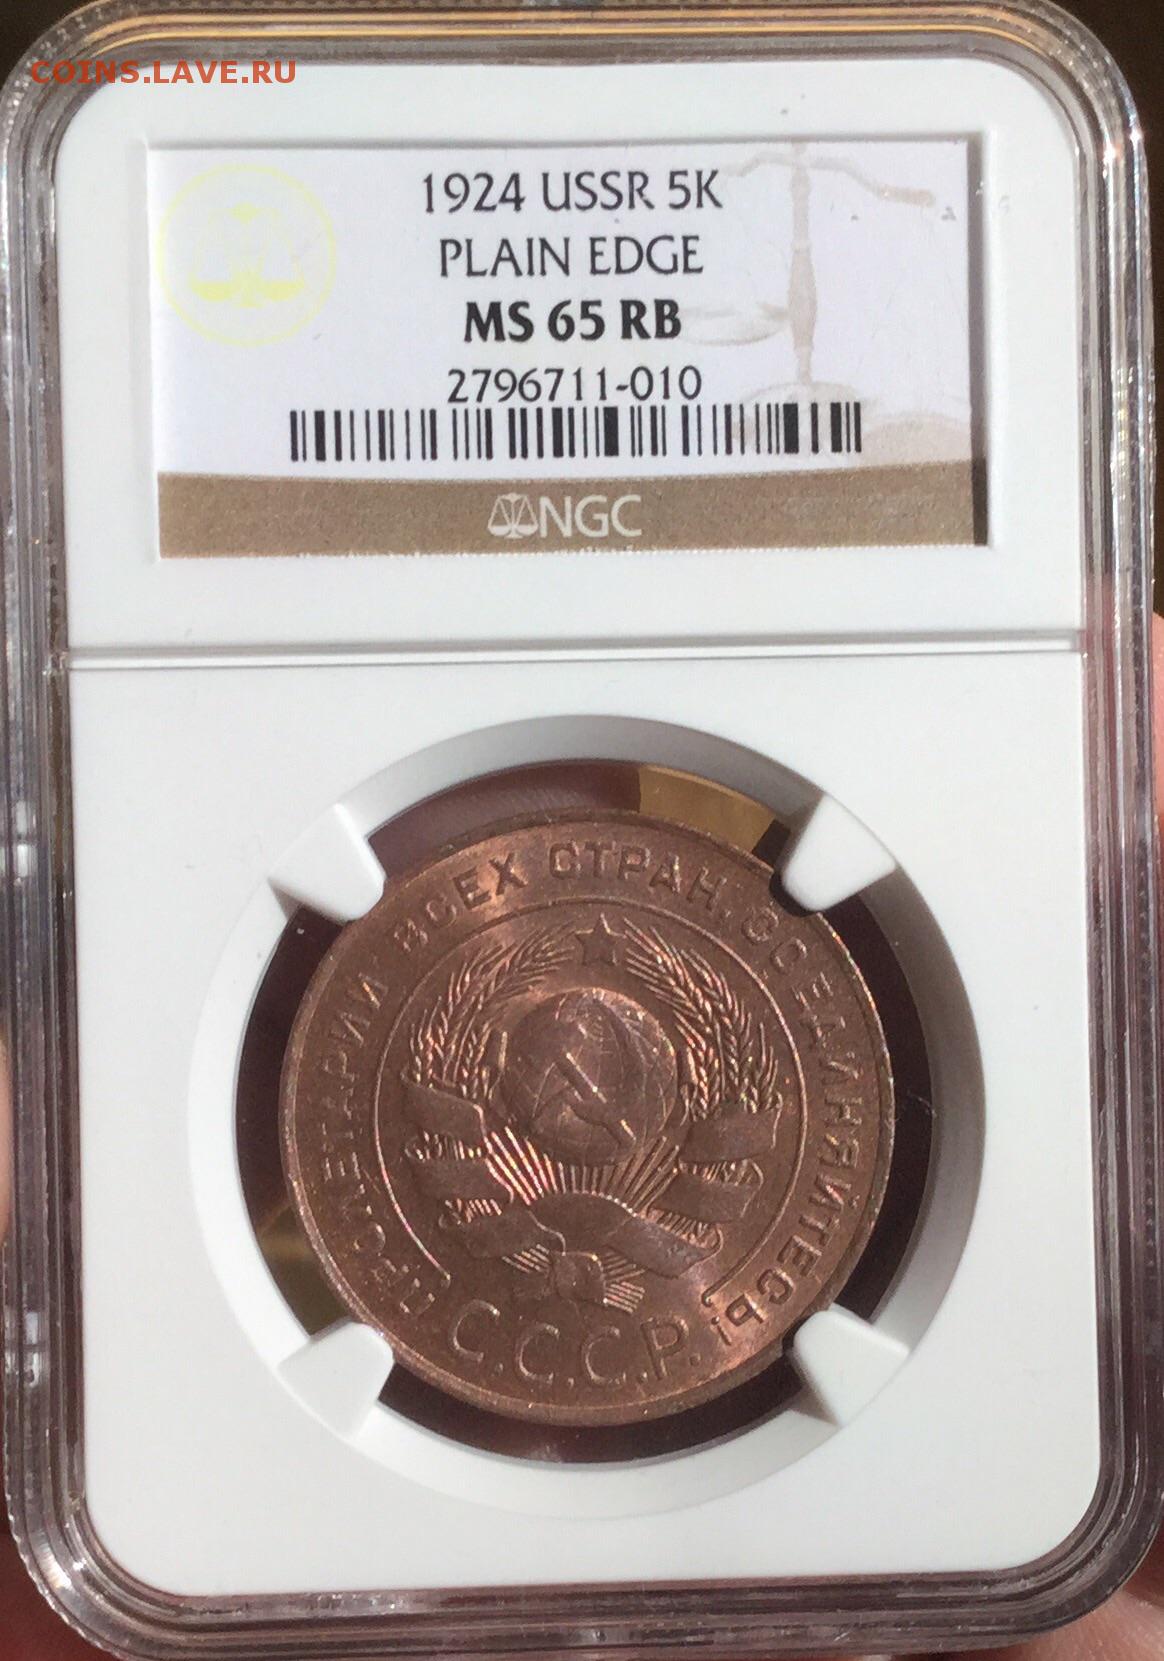 COINS.LAVE.RU
1924 USSR 5K
PLAIN EDGE
MS 65 RB
2796711-010
NGC
ПРОЛЕТАРИИ ВСЕХ СТРАН, СОЕДИНЯЙТЕСЬ!
С.С.С.Р.